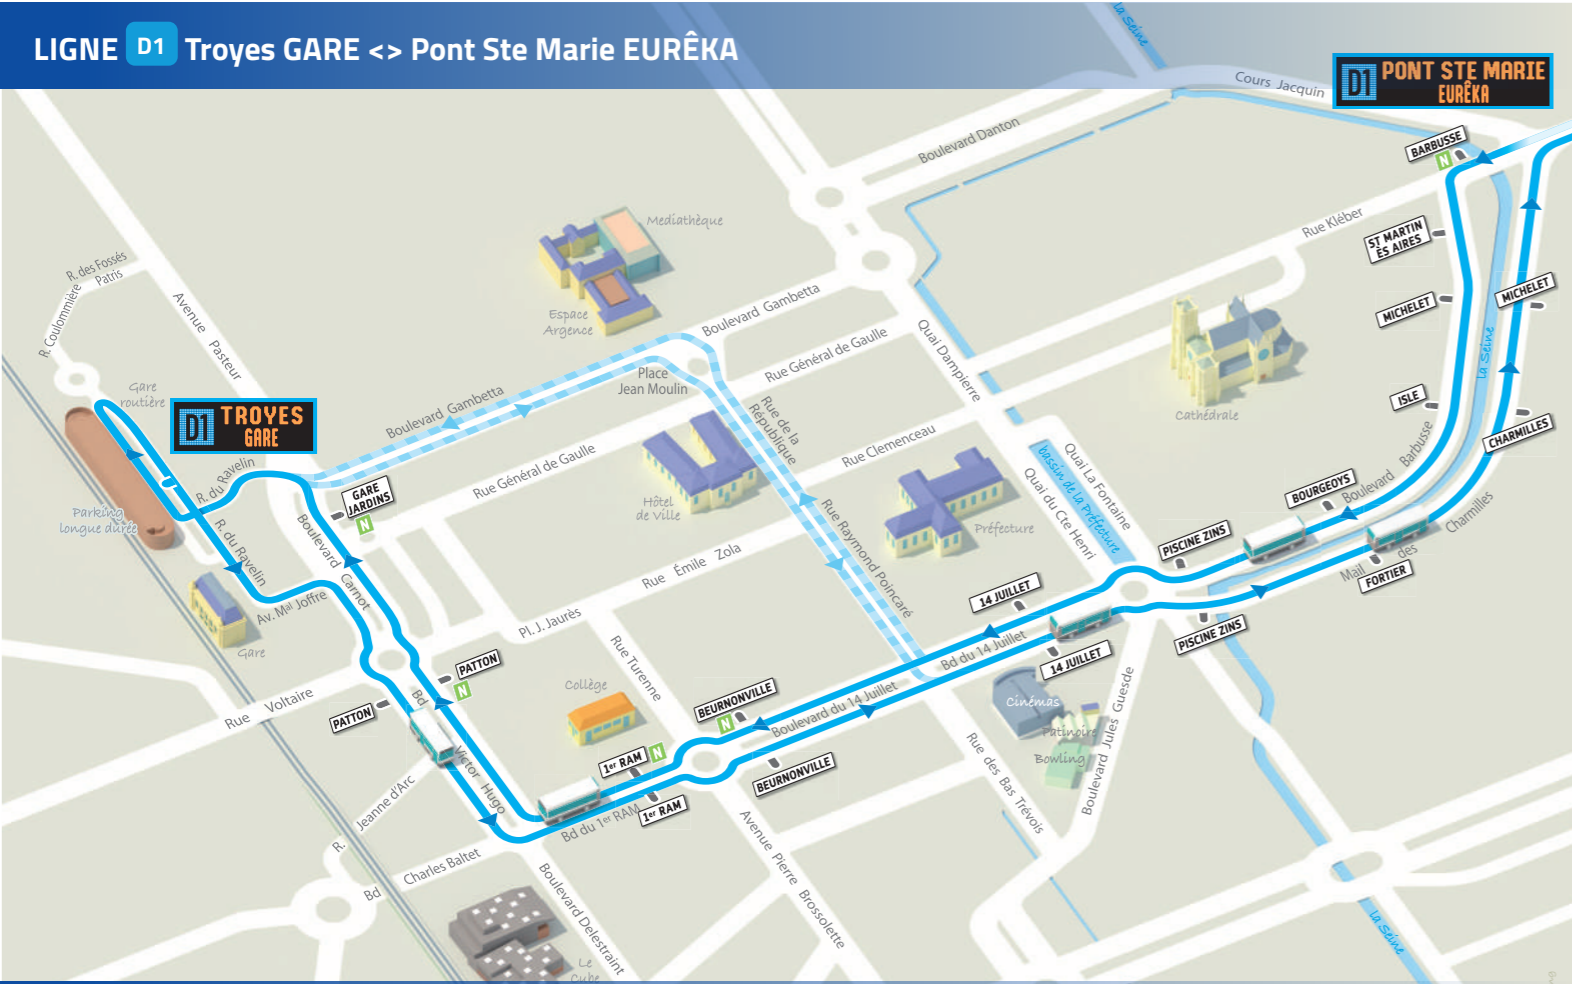 LIGNE D1 Troyes GARE <> Pont Ste Marie EURÊKA
la Seine
Cours Jacquin
D1 PONT STE MARIE
EURÊKA
Boulevard Danton
BARBUSSE
N
Rue Kléber
ST MARTIN
ÈS AIRES
Mediathèque
R. des Fossés
Patris
R. Coulommière
Avenue Pasteur
Espace
Argence
Boulevard Gambetta
Rue Général de Gaulle
Quai Dampierre
MICHELET
MICHELET
la Seine
Cathédrale
ISLE
CHARMILLES
Gare
routière
D1 TROYES
GARE
Boulevard Gambetta
Place
Jean Moulin
Rue de la
République
Rue Clemenceau
Quai La Fontaine
bassin de la Préfecture
Quai du Cte Henri
Boulevard Barbusse
BOURGEOYS
Mail des Charmilles
FORTIER
PISCINE ZINS
PISCINE ZINS
R. du Ravelin
Rue Général de Gaulle
GARE
JARDINS
N
Hôtel
de Ville
Préfecture
Parking
longue durée
R. du Ravelin
Boulevard Carnot
Rue Émile Zola
Rue Raymond Poincaré
14 JUILLET
14 JUILLET
Bd du 14 Juillet
Av. Mal Joffre
Gare
Pl. J. Jaurès
Rue Turenne
PATTON
N
PATTON
Rue Voltaire
Bd Victor Hugo
Collège
BEURNONVILLE
N
Boulevard du 14 Juillet
BEURNONVILLE
Cinémas
Patinoire
Bowling
Boulevard Jules Guesde
Rue des Bas Trévois
1er RAM
N
1er RAM
Bd du 1er RAM
R. Jeanne d'Arc
Bd Charles Baltet
Boulevard Delestraint
Avenue Pierre Brossolette
la Seine
Le
Cube